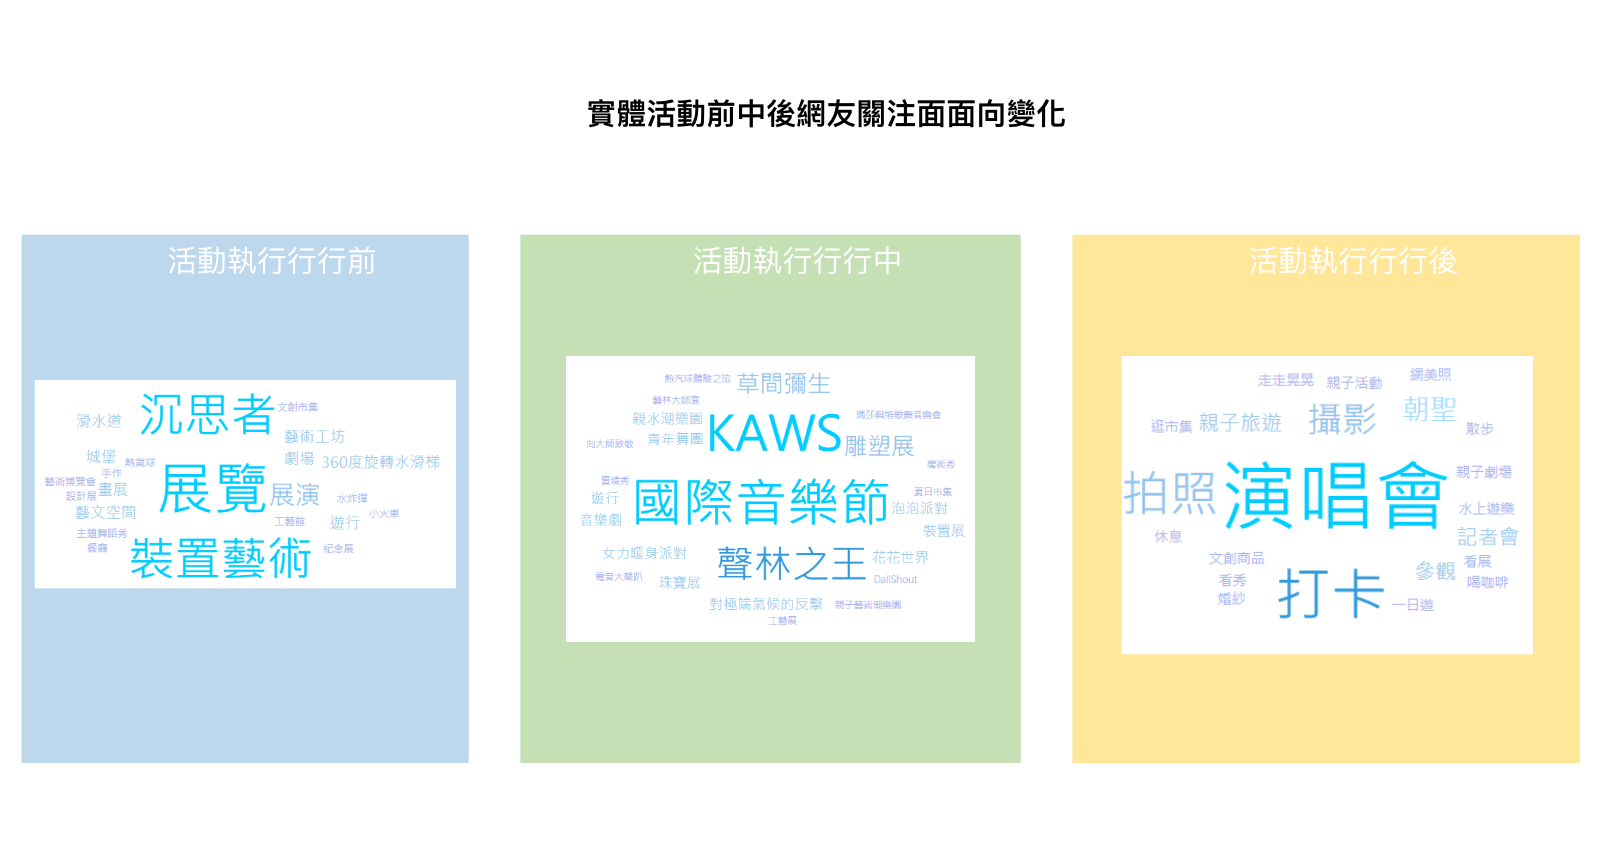 實體活動前中後網友關注面面向變化
活動執行行行前
沉思者
文創市集
滑水道
藝術工坊
城堡
熱氣球
劇場
360度旋轉水滑梯
手作
展覽
藝術博覽會
畫展
展演
設計展
水炸彈
藝文空間
工藝館
遊行
小火車
主題舞蹈秀
裝置藝術
紀念展
餐廳
活動執行行行中
熱汽球體驗之旅
草間彌生
藝林大師宴
親水潮樂園
KAWS
瑪莎與熊歌舞音樂會
青年舞團
向大師致敬
雕塑展
魔術秀
實境秀
遊行
國際音樂節
夏日市集
泡泡派對
音樂劇
裝置展
女力暖身派對
聲林之王
花花世界
電音大聲趴
珠寶展
DallShout
對極端氣候的反擊
親子藝術潮樂園
工藝展
活動執行行行後
走走晃晃
親子活動
網美照
逛市集
親子旅遊
攝影
朝聖
散步
拍照
演唱會
親子劇場
水上遊樂
休息
記者會
文創商品
看展
看秀
打卡
參觀
喝咖啡
婚紗
一日遊